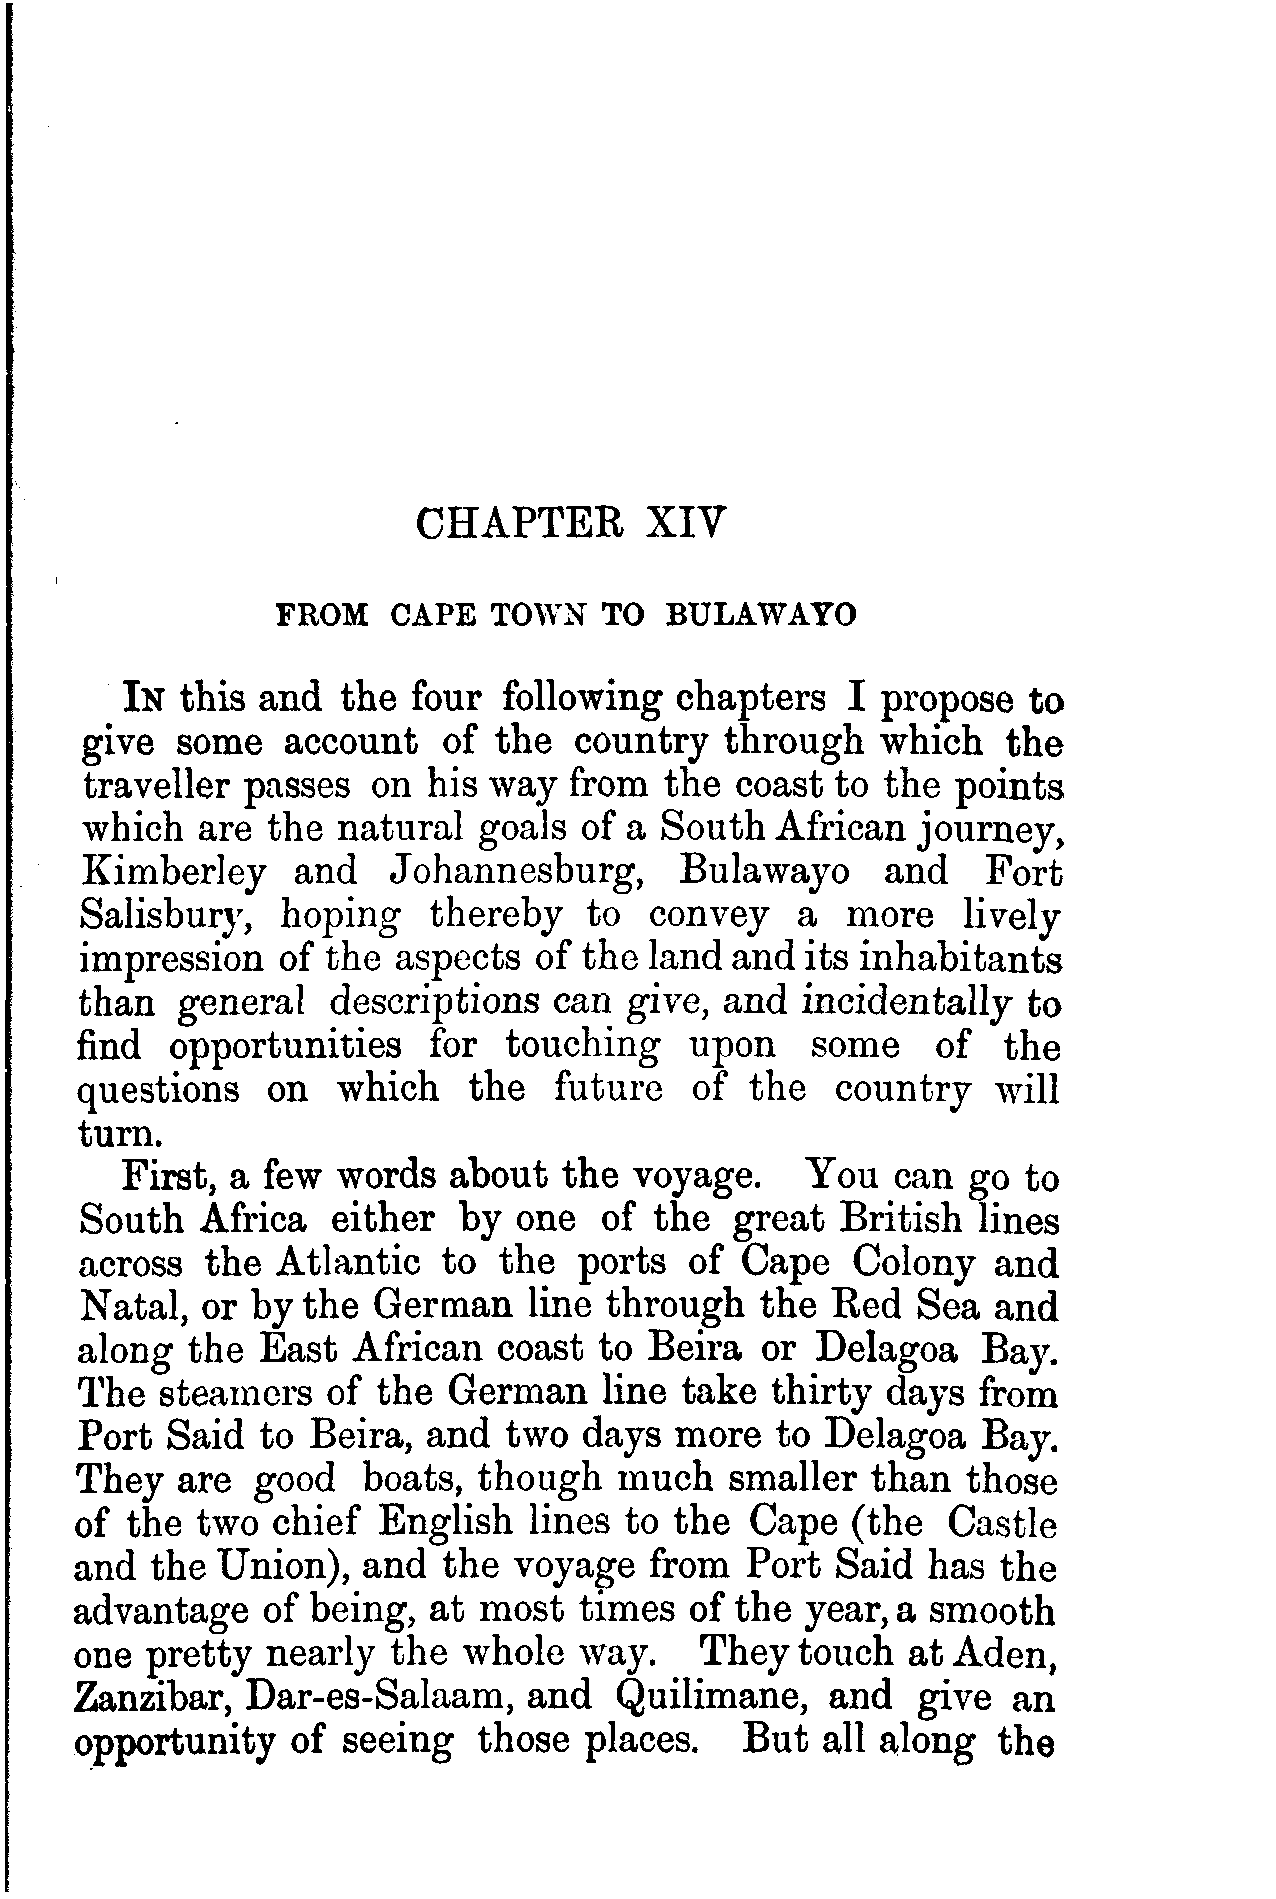 CHAPTER XIV
FROM CAPE TOWN TO BULAWAYO
IN this and the four following chapters I propose to
give some account of the country through which the
traveller passes on his way from the coast to the points
which are the natural goals of a South African journey,
Kimberley and Johannesburg, Bulawayo and Fort
Salisbury, hoping thereby to convey a more lively
impression of the aspects of the land and its inhabitants
than general descriptions can give, and incidentally to
find opportunities for touching upon some of the
questions on which the future of the country will
turn.
First, a few words about the voyage. You can go to
South Africa either by one of the great British lines
across the Atlantic to the ports of Cape Colony and
Natal, or by the German line through the Red Sea and
along the East African coast to Beira or Delagoa Bay.
The steamers of the German line take thirty days from
Port Said to Beira, and two days more to Delagoa Bay.
They are good boats, though much smaller than those
of the two chief English lines to the Cape (the Castle
and the Union), and the voyage from Port Said has the
advantage of being, at most times of the year, a smooth
one pretty nearly the whole way. They touch at Aden,
Zanzibar, Dar-es-Salaam, and Quilimane, and give an
opportunity of seeing those places. But all along the